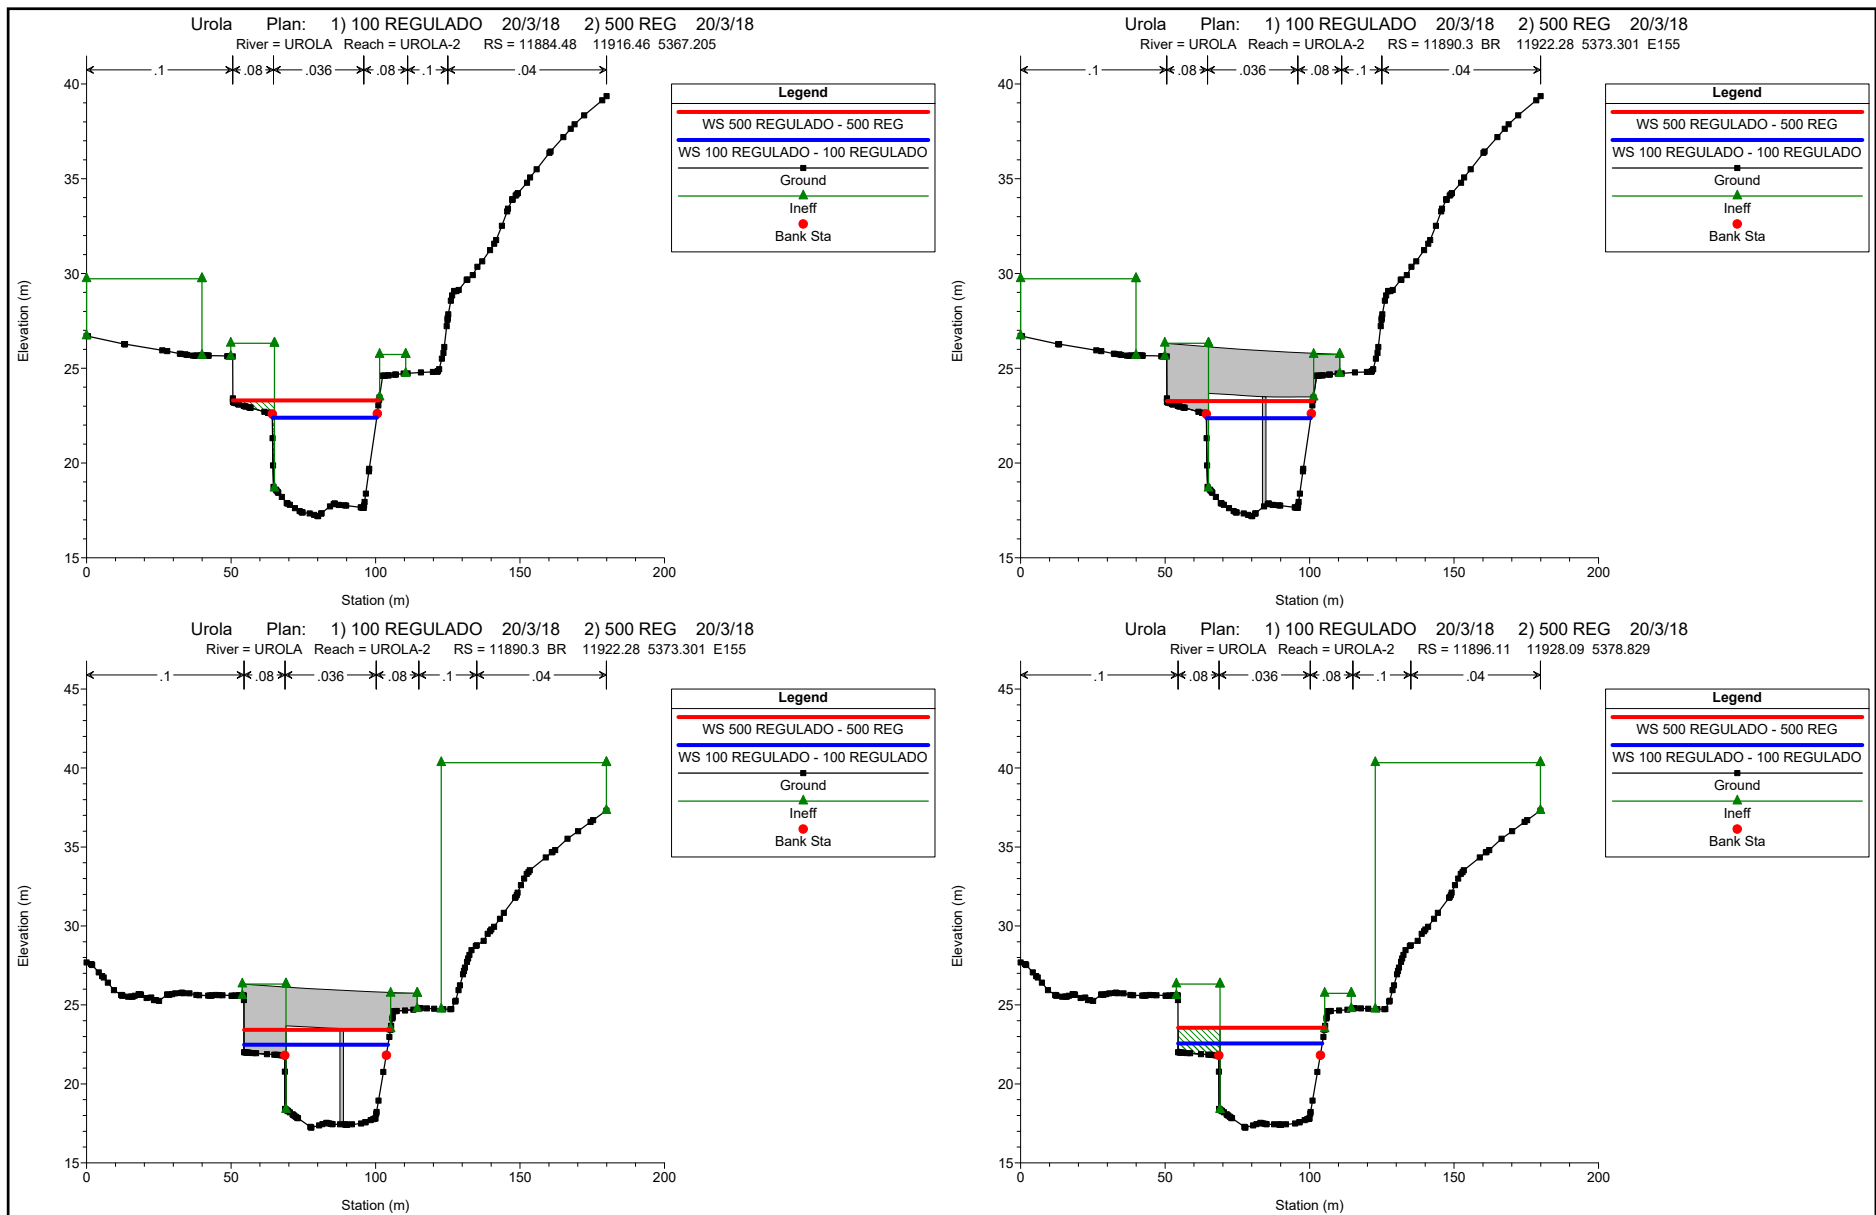 Urola Plan: 1) 100 REGULADO 20/3/18 2) 500 REG 20/3/18
River = UROLA Reach = UROLA-2 RS = 11884.48 11916.46 5367.205
.1 .08 .036 .08 .1 .04
40
35
30
25
20
15
0 50 100 150 200
Elevation (m)
Station (m)
Legend
WS 500 REGULADO - 500 REG
WS 100 REGULADO - 100 REGULADO
Ground
Ineff
Bank Sta
Urola Plan: 1) 100 REGULADO 20/3/18 2) 500 REG 20/3/18
River = UROLA Reach = UROLA-2 RS = 11890.3 BR 11922.28 5373.301 E155
.1 .08 .036 .08 .1 .04
40
35
30
25
20
15
0 50 100 150 200
Elevation (m)
Station (m)
Legend
WS 500 REGULADO - 500 REG
WS 100 REGULADO - 100 REGULADO
Ground
Ineff
Bank Sta
Urola Plan: 1) 100 REGULADO 20/3/18 2) 500 REG 20/3/18
River = UROLA Reach = UROLA-2 RS = 11890.3 BR 11922.28 5373.301 E155
.1 .08 .036 .08 .1 .04
45
40
35
30
25
20
15
0 50 100 150 200
Elevation (m)
Station (m)
Legend
WS 500 REGULADO - 500 REG
WS 100 REGULADO - 100 REGULADO
Ground
Ineff
Bank Sta
Urola Plan: 1) 100 REGULADO 20/3/18 2) 500 REG 20/3/18
River = UROLA Reach = UROLA-2 RS = 11896.11 11928.09 5378.829
.1 .08 .036 .08 .1 .04
45
40
35
30
25
20
15
0 50 100 150 200
Elevation (m)
Station (m)
Legend
WS 500 REGULADO - 500 REG
WS 100 REGULADO - 100 REGULADO
Ground
Ineff
Bank Sta